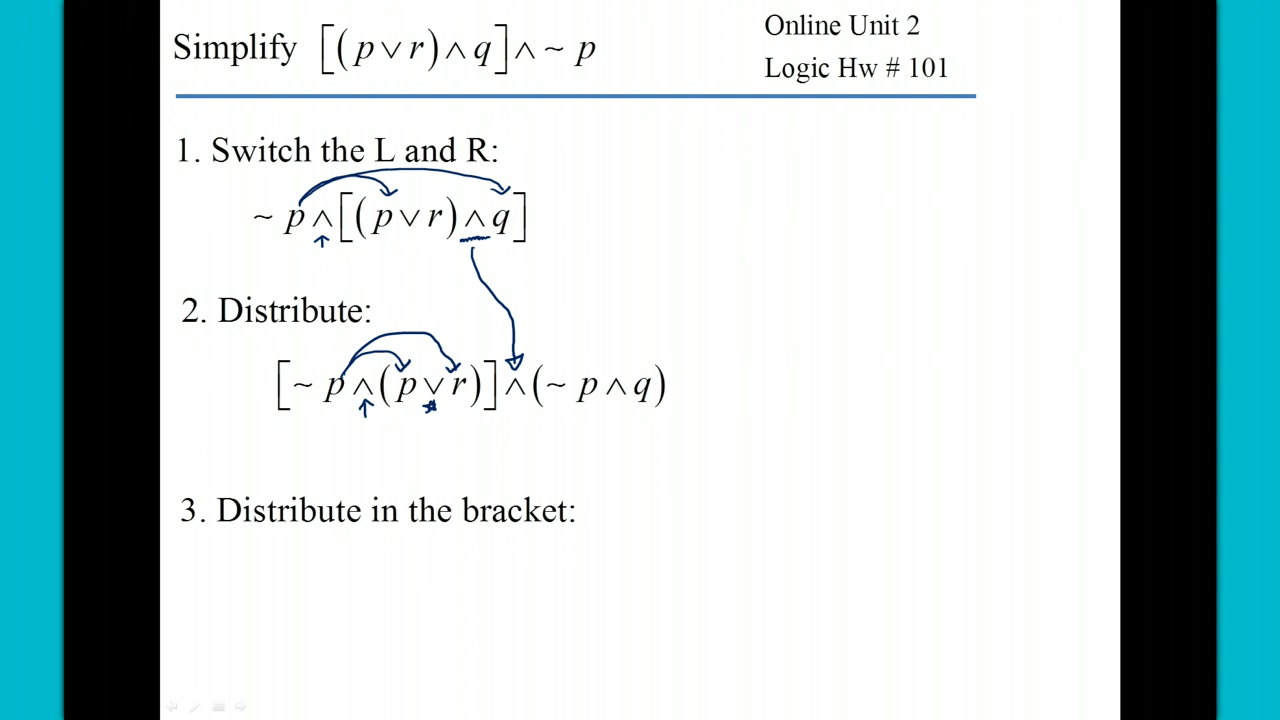 Simplify [(p ∨ r) ∧ q] ∧ ~ p
Online Unit 2
Logic Hw # 101
1. Switch the L and R:
~ p ∧ [(p ∨ r) ∧ q]
2. Distribute:
[~ p ∧ (p ∨ r)] ∧ (~ p ∧ q)
3. Distribute in the bracket: